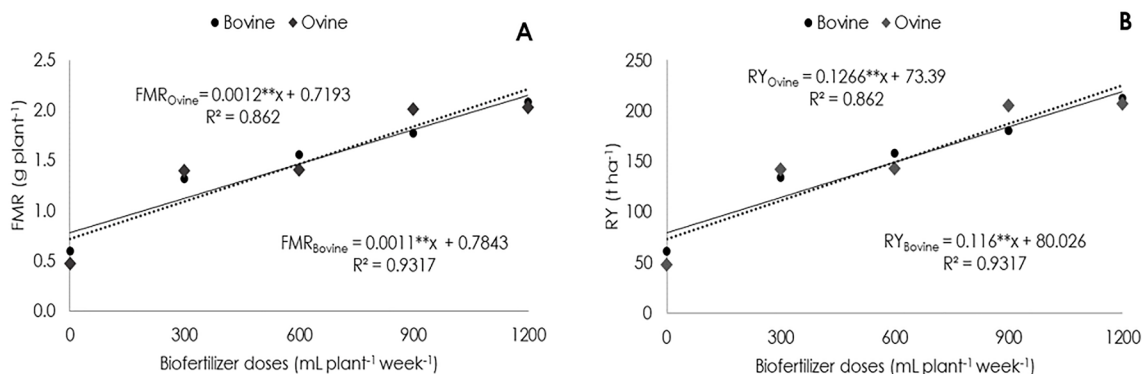 Bovine Ovine
A
FMR (g plant⁻¹)
2.5
2.0
1.5
1.0
0.5
0.0
FMR_Ovine = 0.0012**x + 0.7193
R² = 0.862
FMR_Bovine = 0.0011**x + 0.7843
R² = 0.9317
0 300 600 900 1200
Biofertilizer doses (mL plant⁻¹ week⁻¹)
Bovine Ovine
B
RY (t ha⁻¹)
250
200
150
100
50
0
RY_Ovine = 0.1266**x + 73.39
R² = 0.862
RY_Bovine = 0.116**x + 80.026
R² = 0.9317
0 300 600 900 1200
Biofertilizer doses (mL plant⁻¹ week⁻¹)